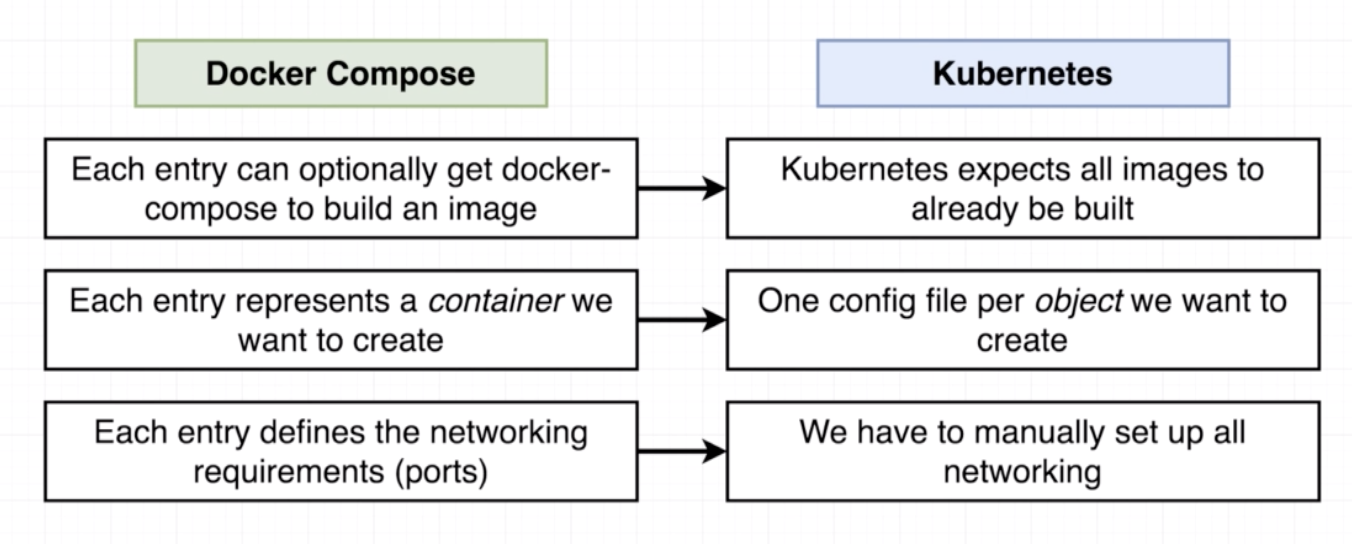 Docker Compose
Kubernetes
Each entry can optionally get docker-
compose to build an image
Kubernetes expects all images to
already be built
Each entry represents a container we
want to create
One config file per object we want to
create
Each entry defines the networking
requirements (ports)
We have to manually set up all
networking